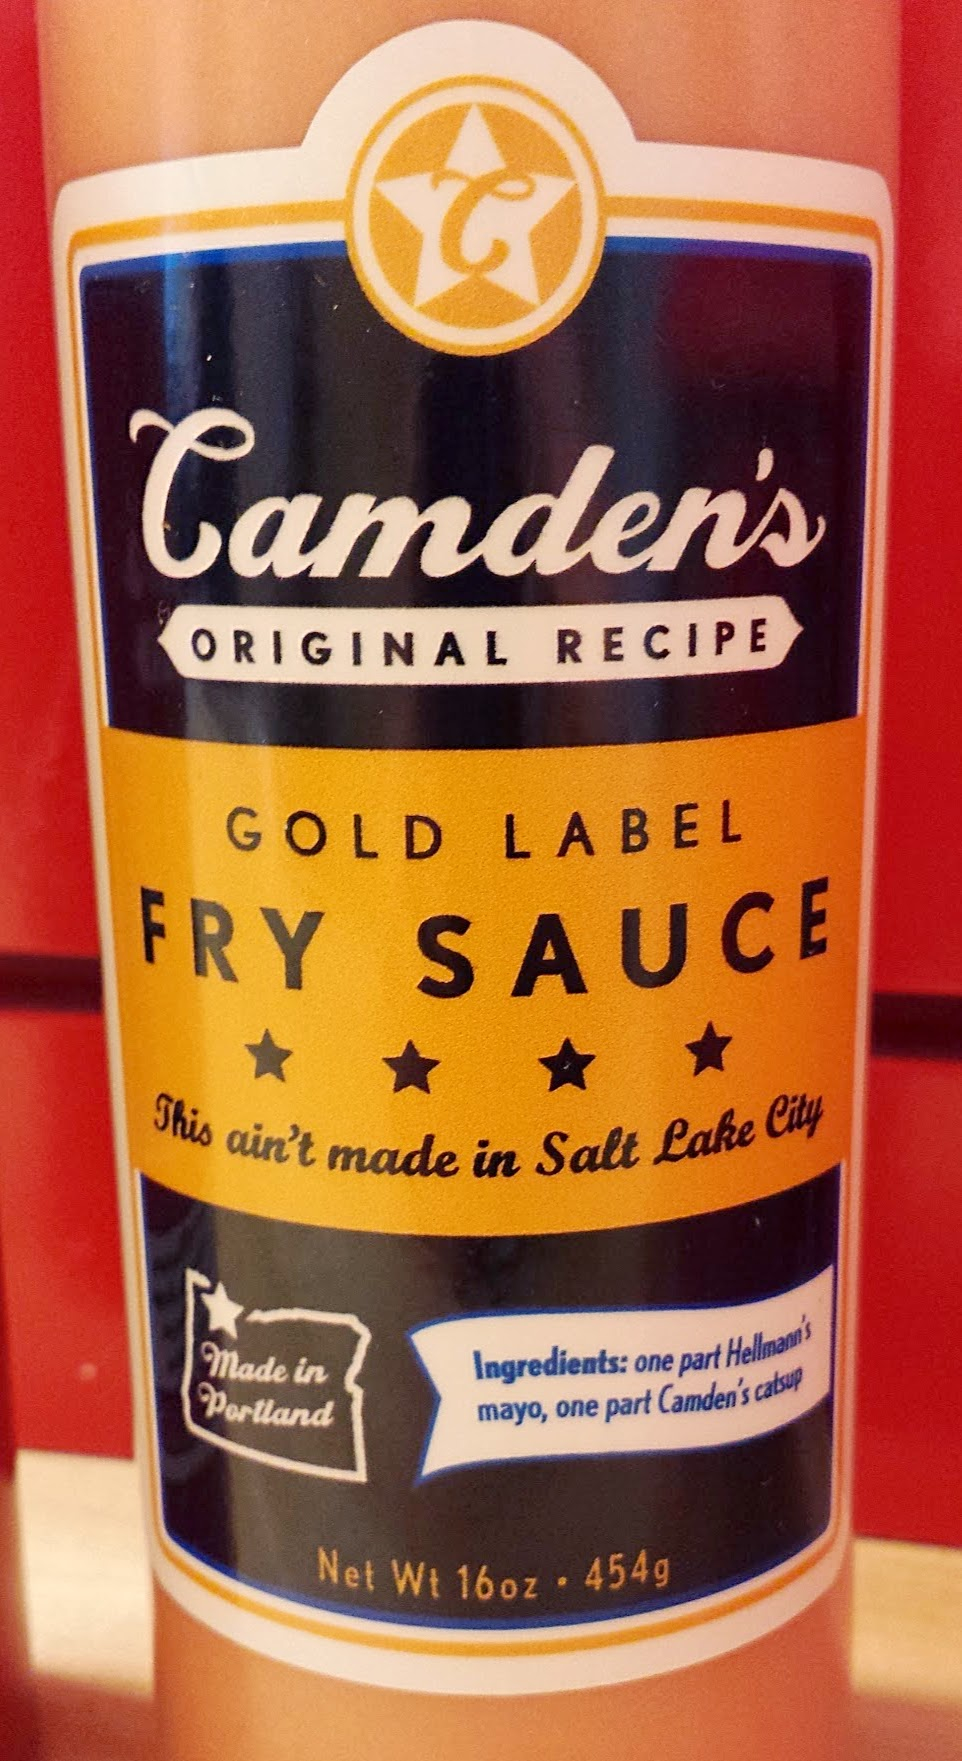 C
Camden's
ORIGINAL RECIPE
GOLD LABEL
FRY SAUCE
This ain't made in Salt Lake City
Made in
Portland
Ingredients: one part Hellmann's
mayo, one part Camden's catsup
Net Wt 16oz · 454g